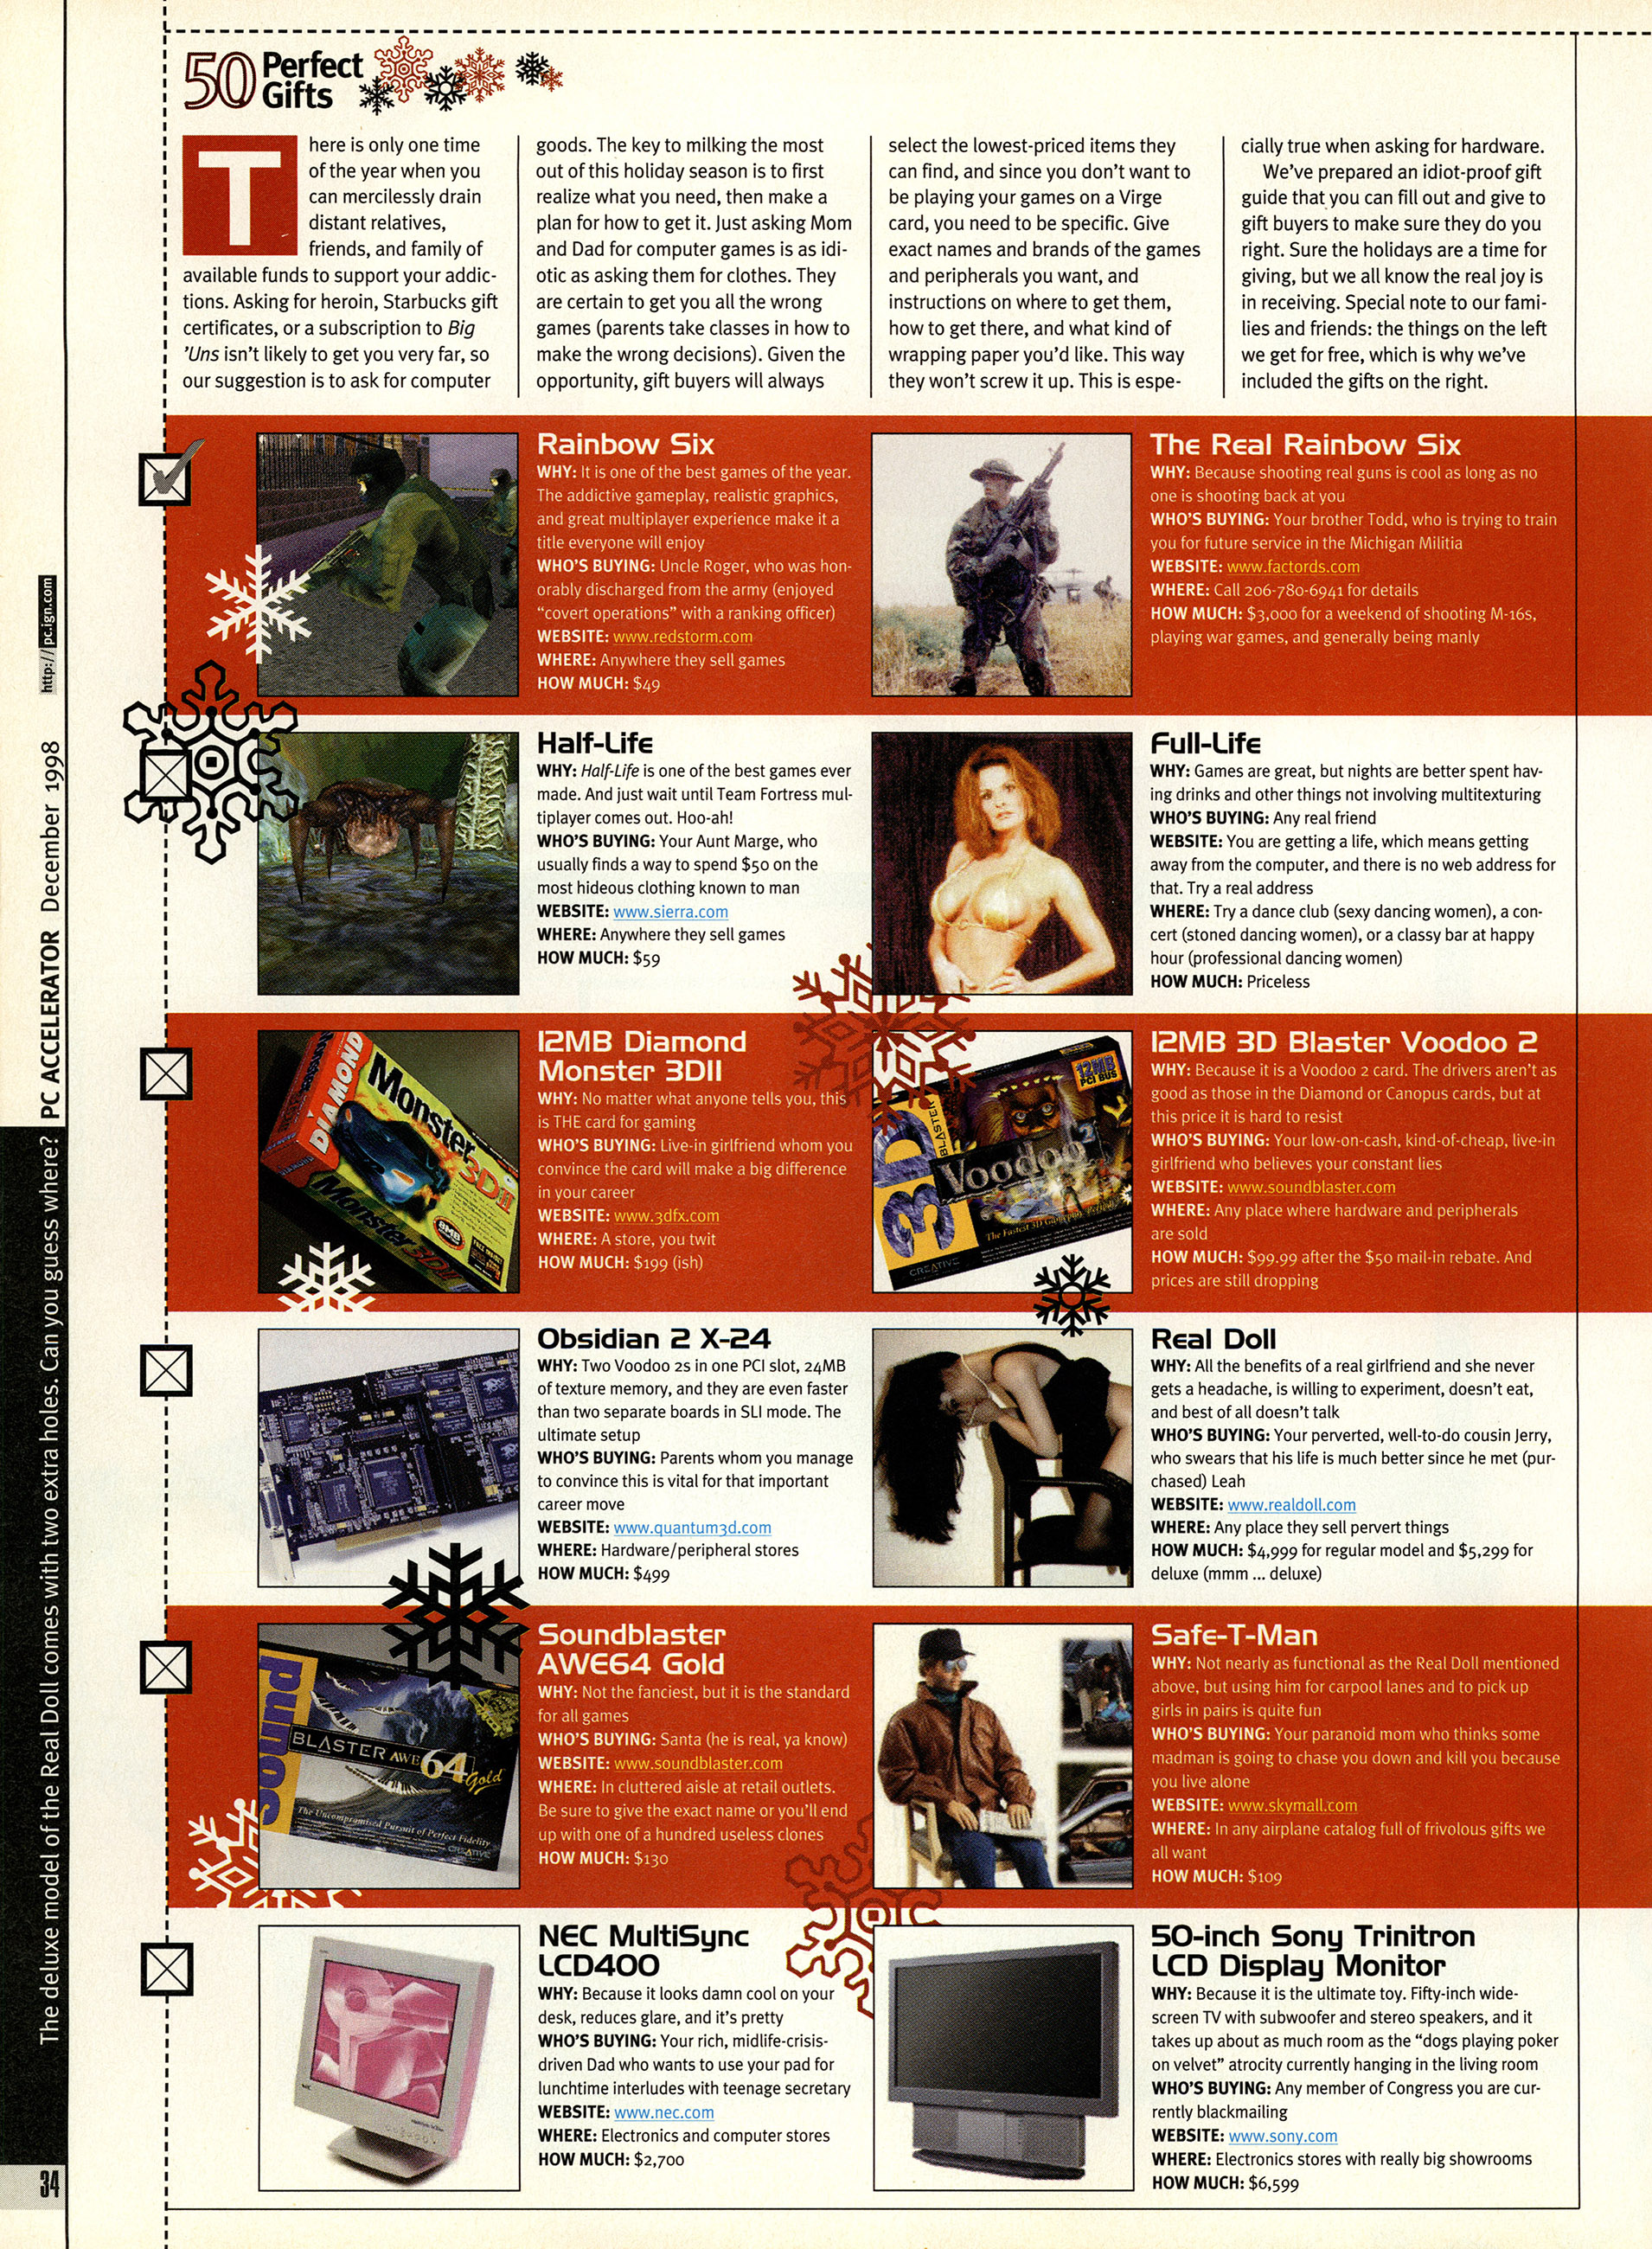 50 Perfect
Gifts
There is only one time
of the year when you
can mercilessly drain
distant relatives,
friends, and family of
available funds to support your addic-
tions. Asking for heroin, Starbucks gift
certificates, or a subscription to Big
'Uns isn't likely to get you very far, so
our suggestion is to ask for computer
goods. The key to milking the most
out of this holiday season is to first
realize what you need, then make a
plan for how to get it. Just asking Mom
and Dad for computer games is as idi-
otic as asking them for clothes. They
are certain to get you all the wrong
games (parents take classes in how to
make the wrong decisions). Given the
opportunity, gift buyers will always
select the lowest-priced items they
can find, and since you don't want to
be playing your games on a Virge
card, you need to be specific. Give
exact names and brands of the games
and peripherals you want, and
instructions on where to get them,
how to get there, and what kind of
wrapping paper you'd like. This way
they won't screw it up. This is espe-
cially true when asking for hardware.
We've prepared an idiot-proof gift
guide that you can fill out and give to
gift buyers to make sure they do you
right. Sure the holidays are a time for
giving, but we all know the real joy is
in receiving. Special note to our fami-
lies and friends: the things on the left
we get for free, which is why we've
included the gifts on the right.
Rainbow Six
WHY: It is one of the best games of the year.
The addictive gameplay, realistic graphics,
and great multiplayer experience make it a
title everyone will enjoy
WHO'S BUYING: Uncle Roger, who was hon-
orably discharged from the army (enjoyed
"covert operations" with a ranking officer)
WEBSITE: www.redstorm.com
WHERE: Anywhere they sell games
HOW MUCH: $49
The Real Rainbow Six
WHY: Because shooting real guns is cool as long as no
one is shooting back at you
WHO'S BUYING: Your brother Todd, who is trying to train
you for future service in the Michigan Militia
WEBSITE: www.factords.com
WHERE: Call 206-780-6941 for details
HOW MUCH: $3,000 for a weekend of shooting M-16s,
playing war games, and generally being manly
Half-Life
WHY: Half-Life is one of the best games ever
made. And just wait until Team Fortress mul-
tiplayer comes out. Hoo-ah!
WHO'S BUYING: Your Aunt Marge, who
usually finds a way to spend $50 on the
most hideous clothing known to man
WEBSITE: www.sierra.com
WHERE: Anywhere they sell games
HOW MUCH: $59
Full-Life
WHY: Games are great, but nights are better spent hav-
ing drinks and other things not involving multitexturing
WHO'S BUYING: Any real friend
WEBSITE: You are getting a life, which means getting
away from the computer, and there is no web address for
that. Try a real address
WHERE: Try a dance club (sexy dancing women), a con-
cert (stoned dancing women), or a classy bar at happy
hour (professional dancing women)
HOW MUCH: Priceless
DIAMOND
Monster
3D II
Monster 3D II
8MB
12MB Diamond
Monster 3DII
WHY: No matter what anyone tells you, this
is THE card for gaming
WHO'S BUYING: Live-in girlfriend whom you
convince the card will make a big difference
in your career
WEBSITE: www.3dfx.com
WHERE: A store, you twit
HOW MUCH: $199 (ish)
12MB
PCI BUS
3D
BLASTER
Voodoo 2
CREATIVE
12MB 3D Blaster Voodoo 2
WHY: Because it is a Voodoo 2 card. The drivers aren't as
good as those in the Diamond or Canopus cards, but at
this price it is hard to resist
WHO'S BUYING: Your low-on-cash, kind-of-cheap, live-in
girlfriend who believes your constant lies
WEBSITE: www.soundblaster.com
WHERE: Any place where hardware and peripherals
are sold
HOW MUCH: $99.99 after the $50 mail-in rebate. And
prices are still dropping
Obsidian 2 X-24
WHY: Two Voodoo 2s in one PCI slot, 24MB
of texture memory, and they are even faster
than two separate boards in SLI mode. The
ultimate setup
WHO'S BUYING: Parents whom you manage
to convince this is vital for that important
career move
WEBSITE: www.quantum3d.com
WHERE: Hardware/peripheral stores
HOW MUCH: $499
Real Doll
WHY: All the benefits of a real girlfriend and she never
gets a headache, is willing to experiment, doesn't eat,
and best of all doesn't talk
WHO'S BUYING: Your perverted, well-to-do cousin Jerry,
who swears that his life is much better since he met (pur-
chased) Leah
WEBSITE: www.realdoll.com
WHERE: Any place they sell pervert things
HOW MUCH: $4,999 for regular model and $5,299 for
deluxe (mmm ... deluxe)
Sound
BLASTER AWE64 Gold
The Uncompromised Pursuit of Perfect Fidelity
CREATIVE
Soundblaster
AWE64 Gold
WHY: Not the fanciest, but it is the standard
for all games
WHO'S BUYING: Santa (he is real, ya know)
WEBSITE: www.soundblaster.com
WHERE: In cluttered aisle at retail outlets.
Be sure to give the exact name or you'll end
up with one of a hundred useless clones
HOW MUCH: $130
Safe-T-Man
WHY: Not nearly as functional as the Real Doll mentioned
above, but using him for carpool lanes and to pick up
girls in pairs is quite fun
WHO'S BUYING: Your paranoid mom who thinks some
madman is going to chase you down and kill you because
you live alone
WEBSITE: www.skymall.com
WHERE: In any airplane catalog full of frivolous gifts we
all want
HOW MUCH: $109
NEC MultiSync
LCD400
WHY: Because it looks damn cool on your
desk, reduces glare, and it's pretty
WHO'S BUYING: Your rich, midlife-crisis-
driven Dad who wants to use your pad for
lunchtime interludes with teenage secretary
WEBSITE: www.nec.com
WHERE: Electronics and computer stores
HOW MUCH: $2,700
50-inch Sony Trinitron
LCD Display Monitor
WHY: Because it is the ultimate toy. Fifty-inch wide-
screen TV with subwoofer and stereo speakers, and it
takes up about as much room as the "dogs playing poker
on velvet" atrocity currently hanging in the living room
WHO'S BUYING: Any member of Congress you are cur-
rently blackmailing
WEBSITE: www.sony.com
WHERE: Electronics stores with really big showrooms
HOW MUCH: $6,599
The deluxe model of the Real Doll comes with two extra holes. Can you guess where? PC ACCELERATOR December 1998 http://pc.ign.com
34